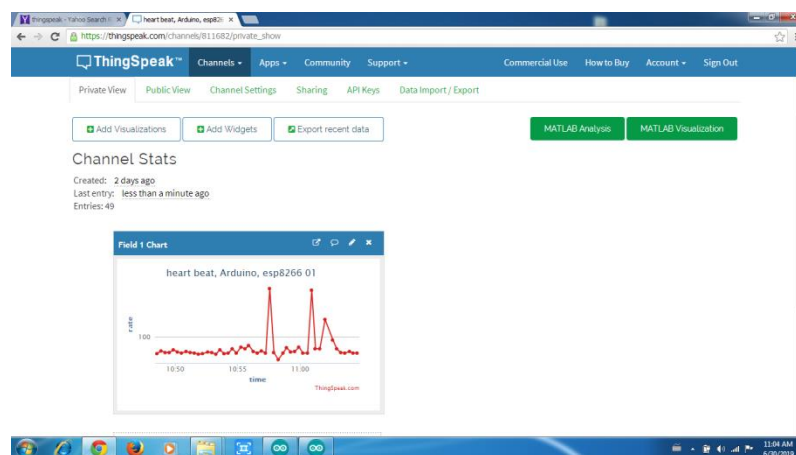 thingspeak - Yahoo Search R
heart beat, Arduino, esp82
https://thingspeak.com/channels/811682/private_show
ThingSpeak™ Channels Apps Community Support Commercial Use How to Buy Account Sign Out
Private View Public View Channel Settings Sharing API Keys Data Import / Export
Add Visualizations Add Widgets Export recent data MATLAB Analysis MATLAB Visualization
Channel Stats
Created: 2 days ago
Last entry: less than a minute ago
Entries: 49
Field 1 Chart
heart beat, Arduino, esp8266 01
rate
100
10:50 10:55 11:00
time
ThingSpeak.com
11:04 AM
6/30/2019